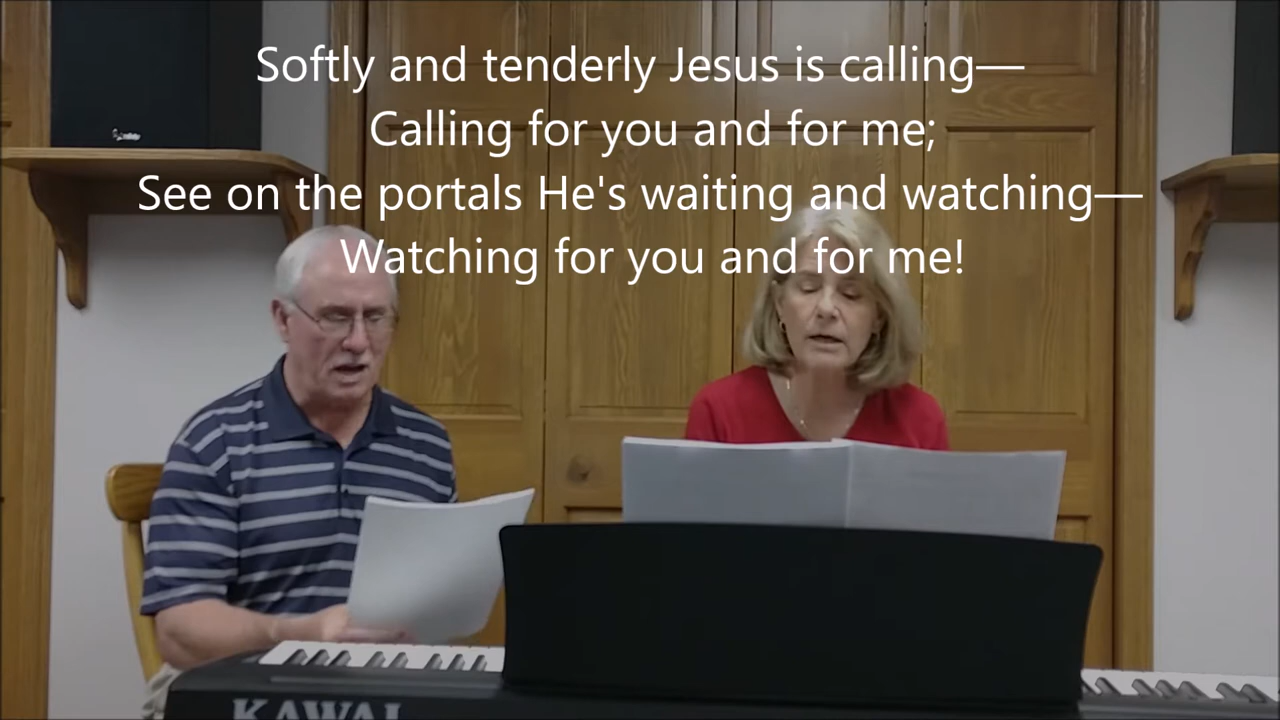 Softly and tenderly Jesus is calling—
Calling for you and for me;
See on the portals He's waiting and watching—
Watching for you and for me!
KAWAI